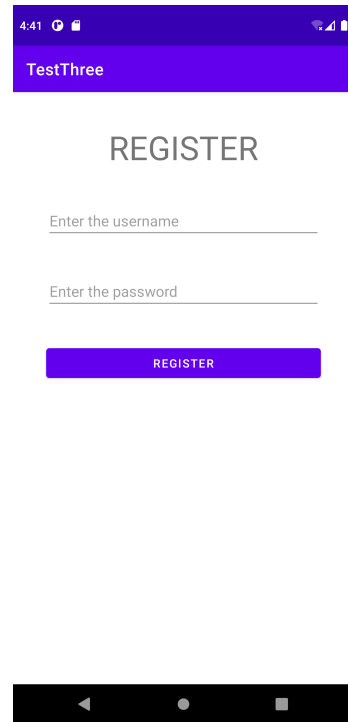 4:41
TestThree
REGISTER
Enter the username
Enter the password
REGISTER